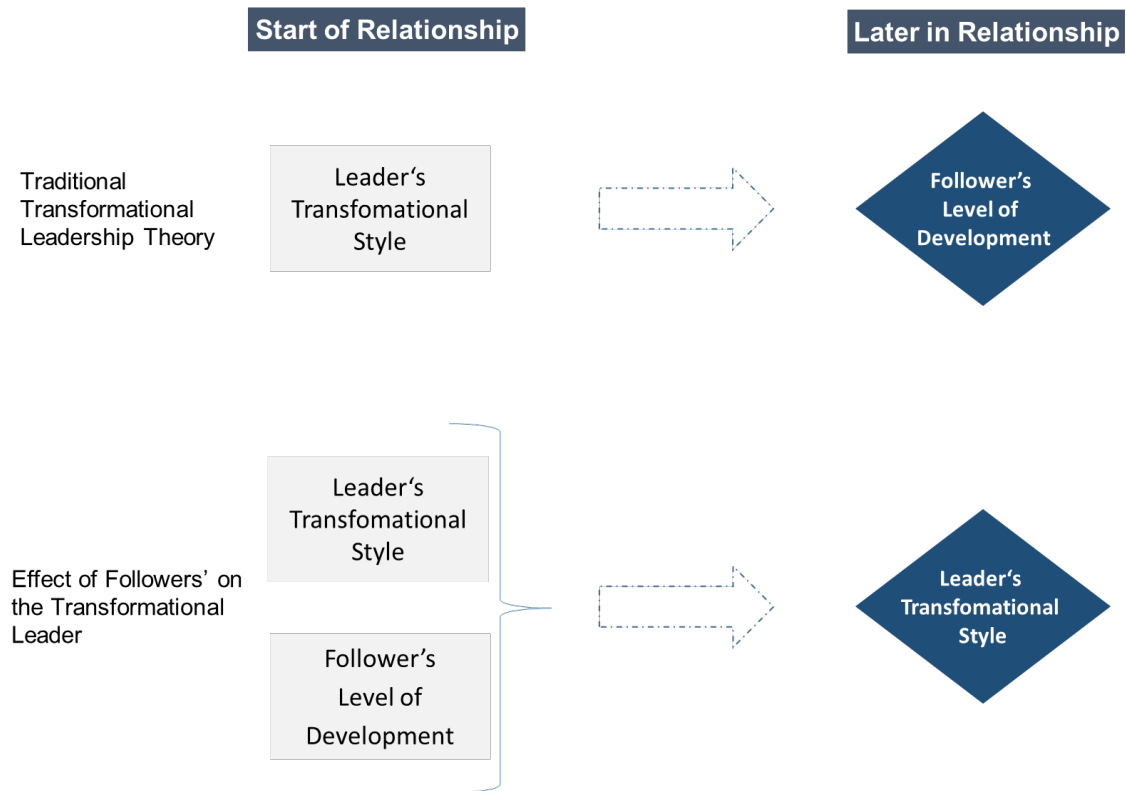 Start of Relationship
Later in Relationship
Traditional
Transformational
Leadership Theory
Leader‘s
Transfomational
Style
Follower’s
Level of
Development
Effect of Followers’ on
the Transformational
Leader
Leader‘s
Transfomational
Style
Follower’s
Level of
Development
Leader‘s
Transfomational
Style